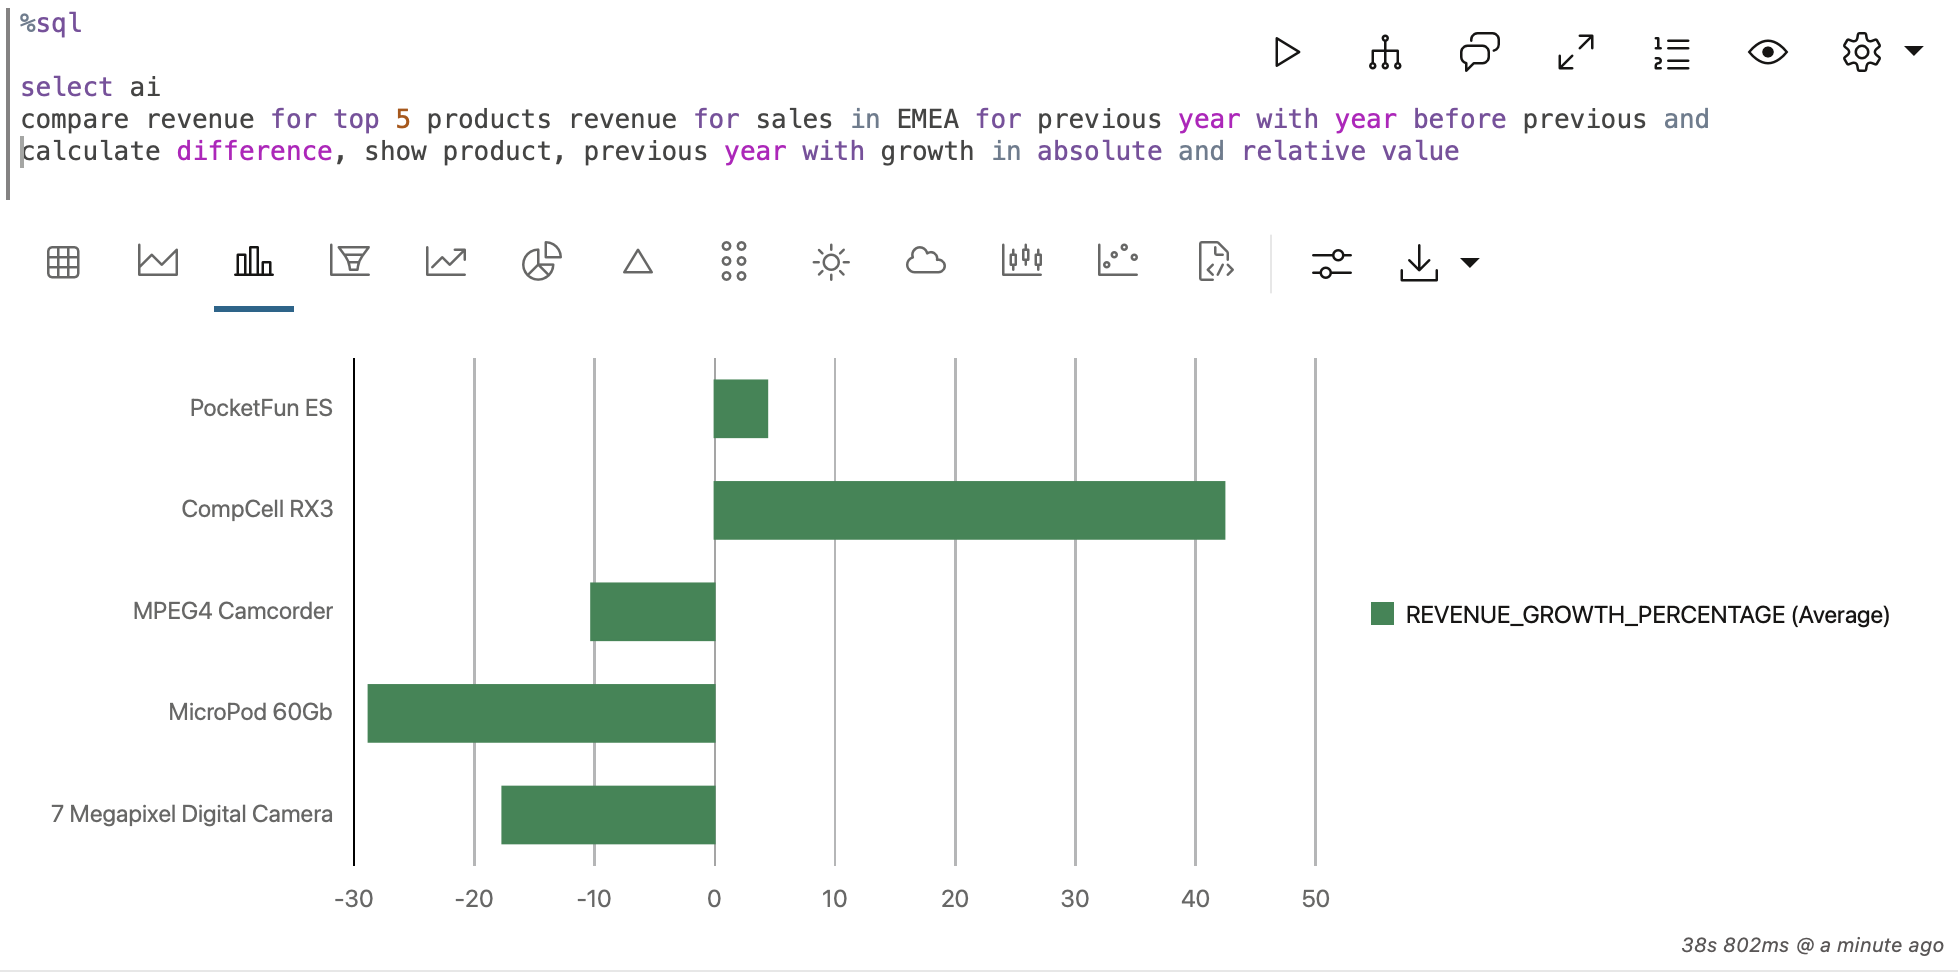 %sql
select ai
compare revenue for top 5 products revenue for sales in EMEA for previous year with year before previous and
calculate difference, show product, previous year with growth in absolute and relative value
PocketFun ES
CompCell RX3
MPEG4 Camcorder
MicroPod 60Gb
7 Megapixel Digital Camera
REVENUE_GROWTH_PERCENTAGE (Average)
-30 -20 -10 0 10 20 30 40 50
38s 802ms @ a minute ago